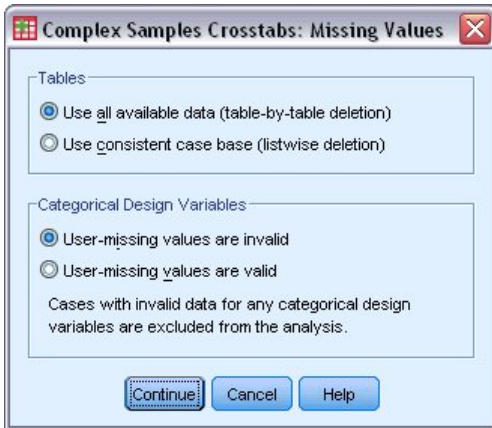 Complex Samples Crosstabs: Missing Values
Tables
Use all available data (table-by-table deletion)
Use consistent case base (listwise deletion)
Categorical Design Variables
User-missing values are invalid
User-missing values are valid
Cases with invalid data for any categorical design
variables are excluded from the analysis.
Continue Cancel Help